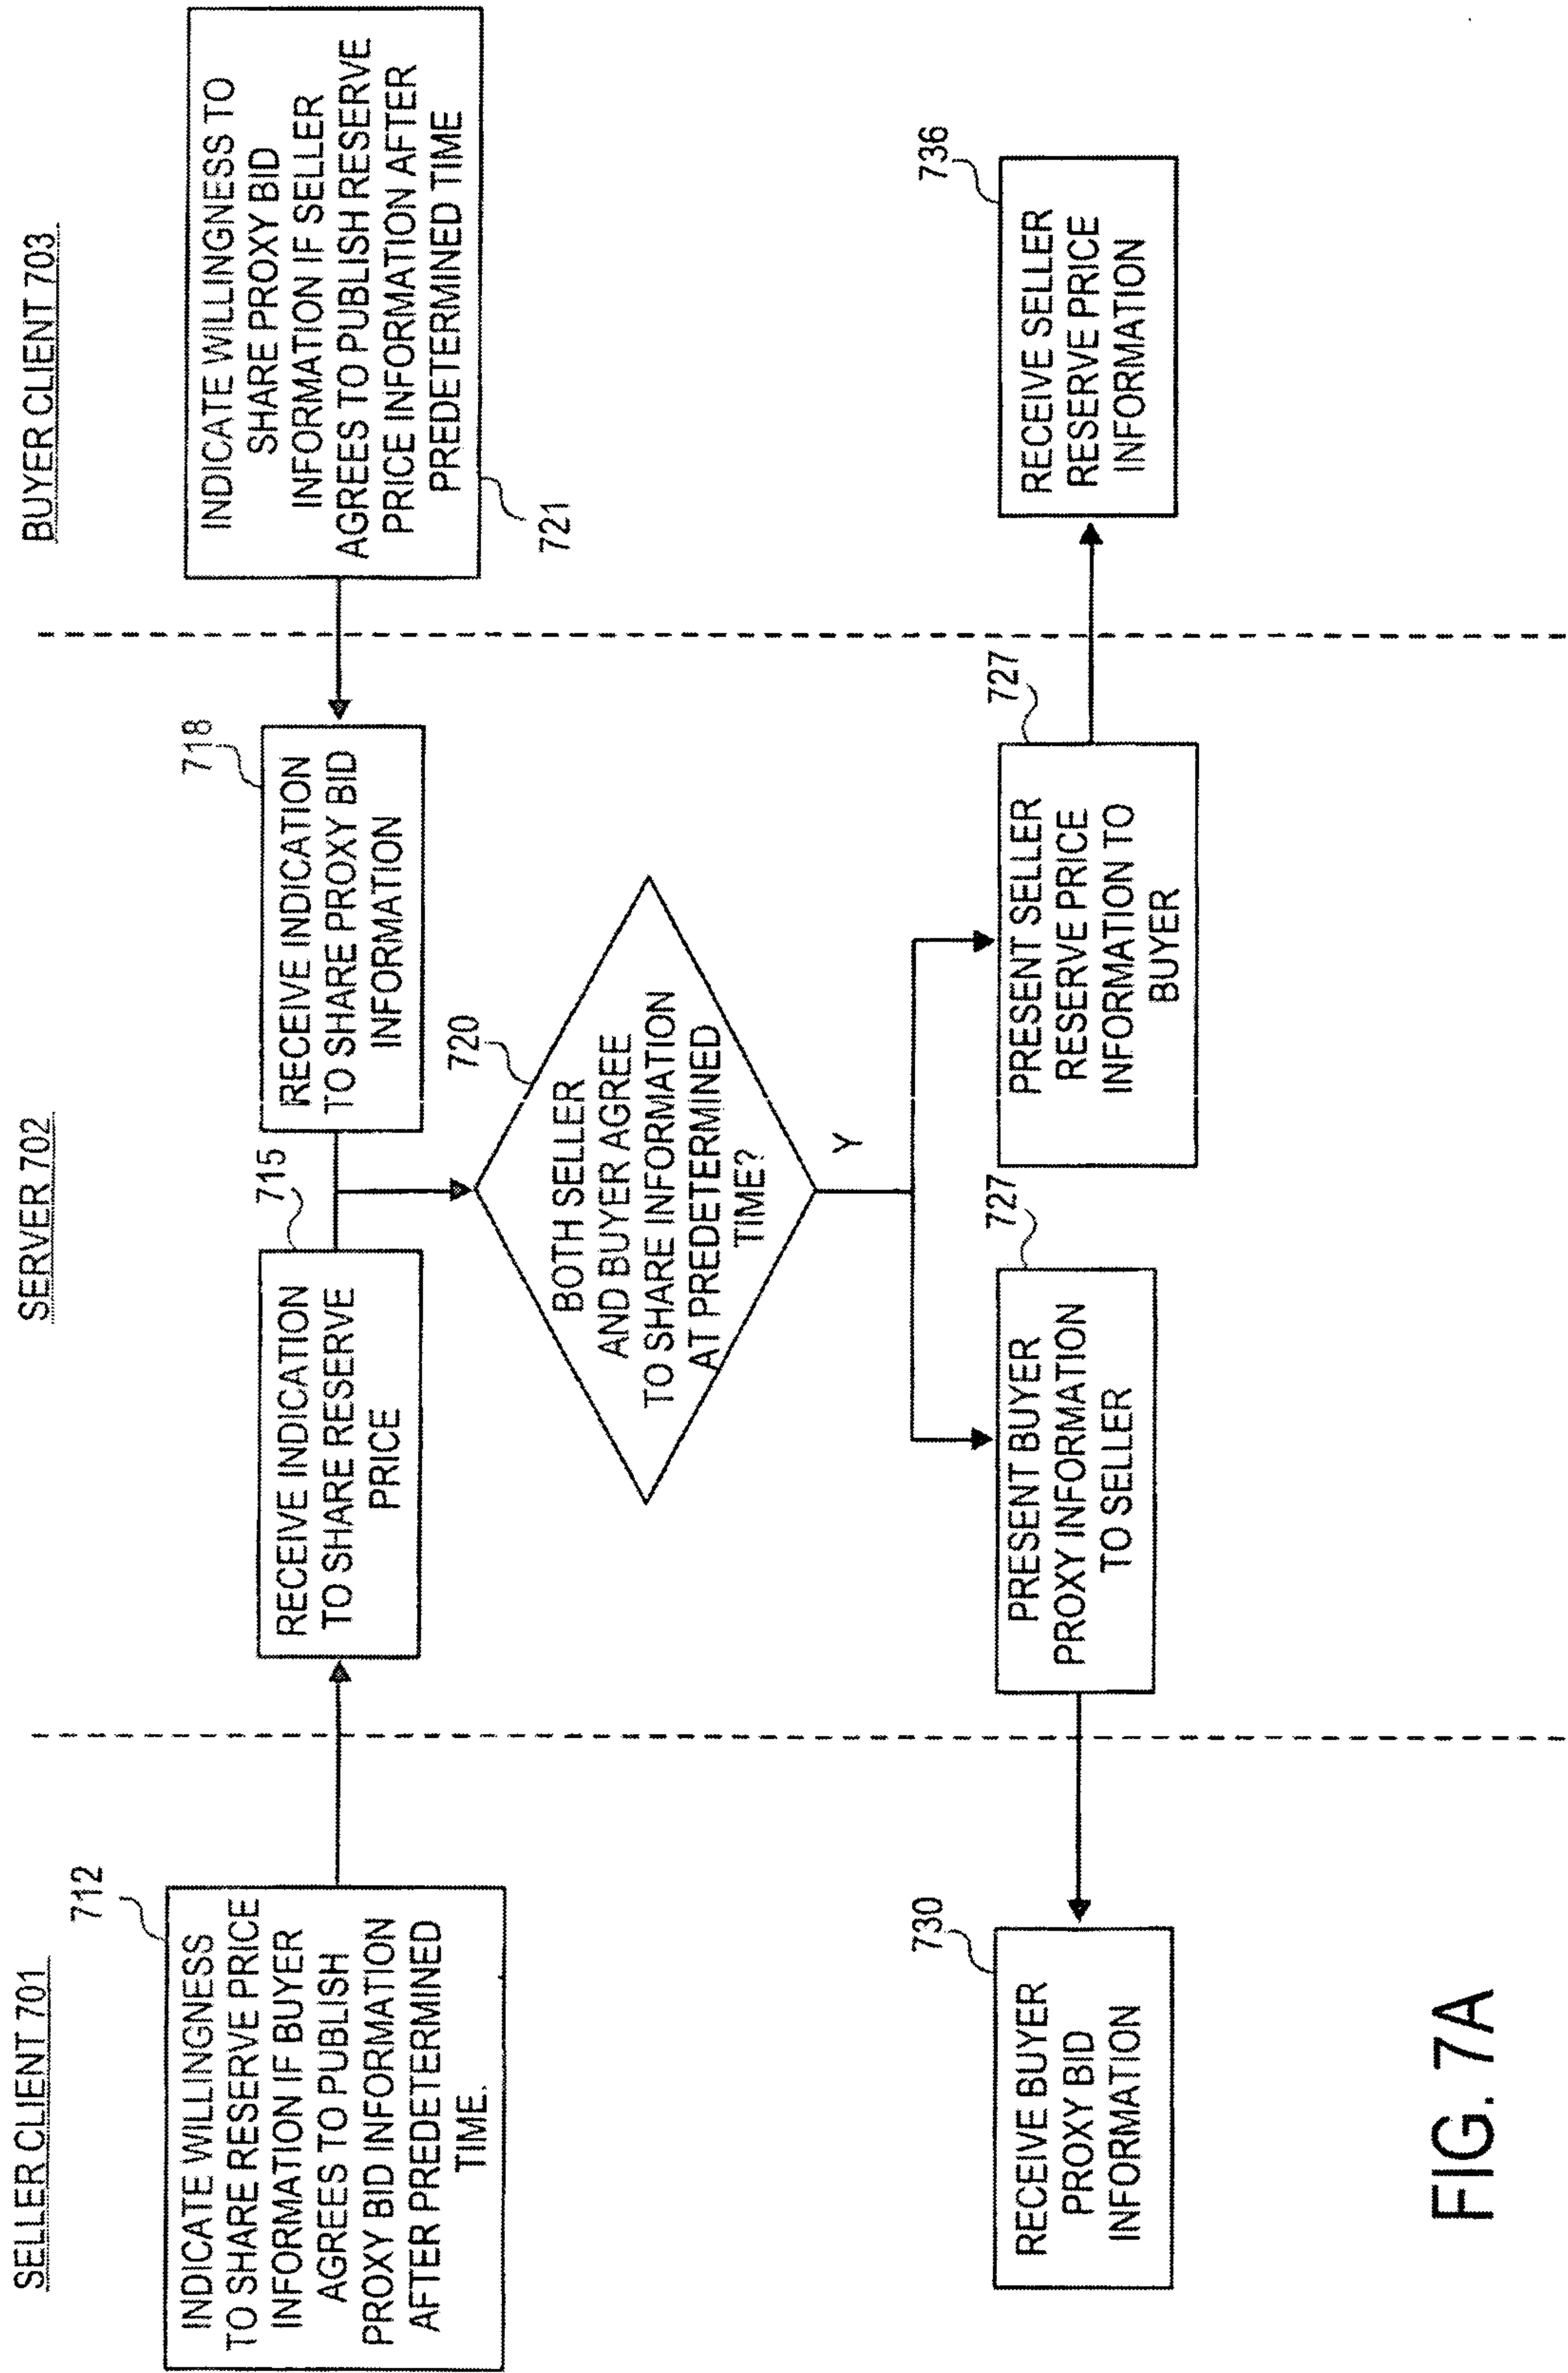 SELLER CLIENT 701
SERVER 702
BUYER CLIENT 703
712
INDICATE WILLINGNESS
TO SHARE RESERVE PRICE
INFORMATION IF BUYER
AGREES TO PUBLISH
PROXY BID INFORMATION
AFTER PREDETERMINED
TIME.
715
RECEIVE INDICATION
TO SHARE RESERVE
PRICE
718
RECEIVE INDICATION
TO SHARE PROXY BID
INFORMATION
INDICATE WILLINGNESS TO
SHARE PROXY BID
INFORMATION IF SELLER
AGREES TO PUBLISH RESERVE
PRICE INFORMATION AFTER
PREDETERMINED TIME
721
720
BOTH SELLER
AND BUYER AGREE
TO SHARE INFORMATION
AT PREDETERMINED
TIME?
Y
730
RECEIVE BUYER
PROXY BID
INFORMATION
727
PRESENT BUYER
PROXY INFORMATION
TO SELLER
727
PRESENT SELLER
RESERVE PRICE
INFORMATION TO
BUYER
736
RECEIVE SELLER
RESERVE PRICE
INFORMATION
FIG. 7A